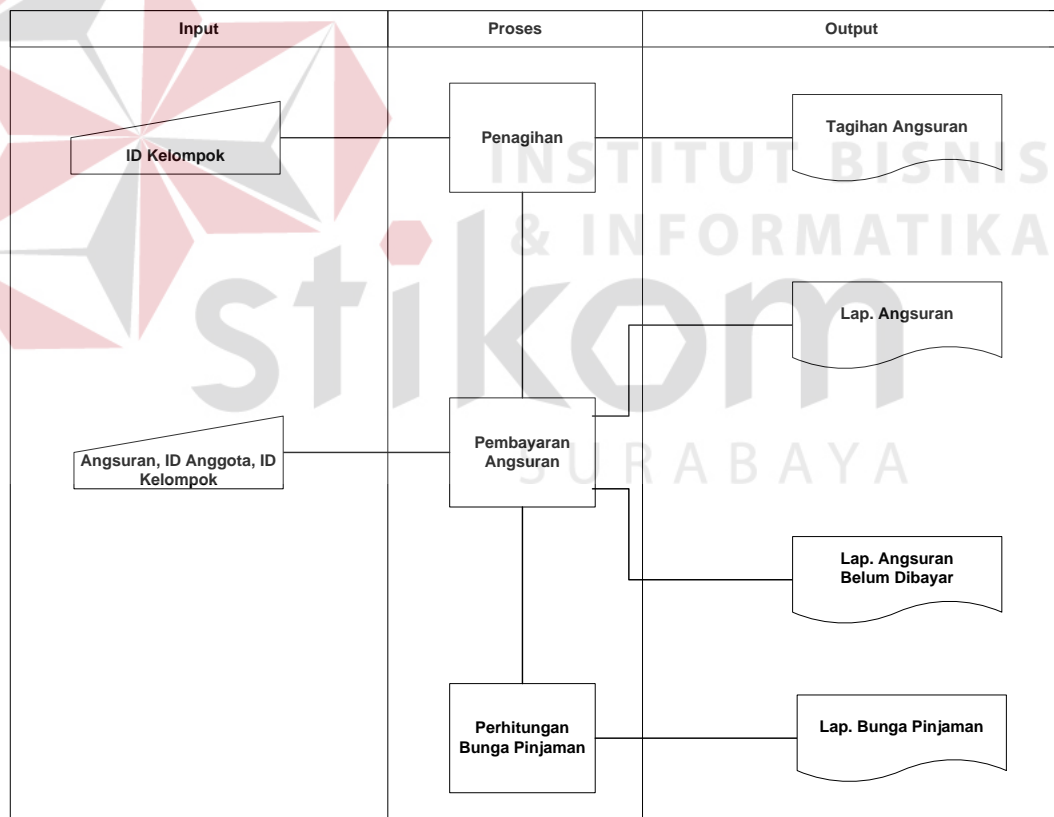 Input
Proses
Output
ID Kelompok
Penagihan
Tagihan Angsuran
INSTITUT BISNIS
& INFORMATIKA
stikom
SURABAYA
Lap. Angsuran
Angsuran, ID Anggota, ID
Kelompok
Pembayaran
Angsuran
Lap. Angsuran
Belum Dibayar
Perhitungan
Bunga Pinjaman
Lap. Bunga Pinjaman